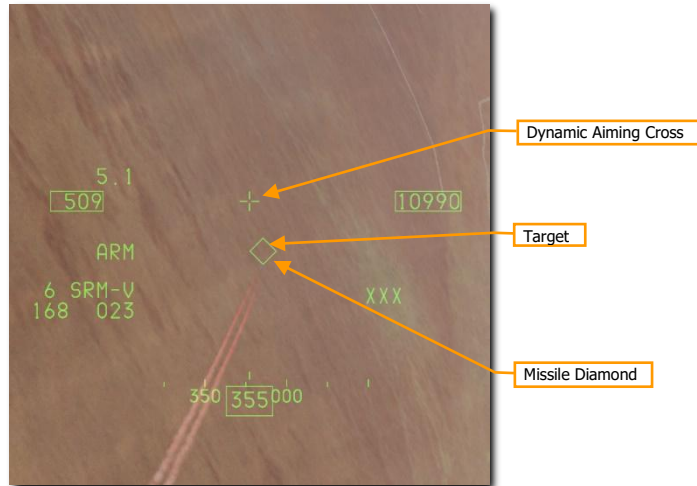 Dynamic Aiming Cross
5.1
509
10990
Target
ARM
6 SRM-V
XXX
168 023
Missile Diamond
350 355 000